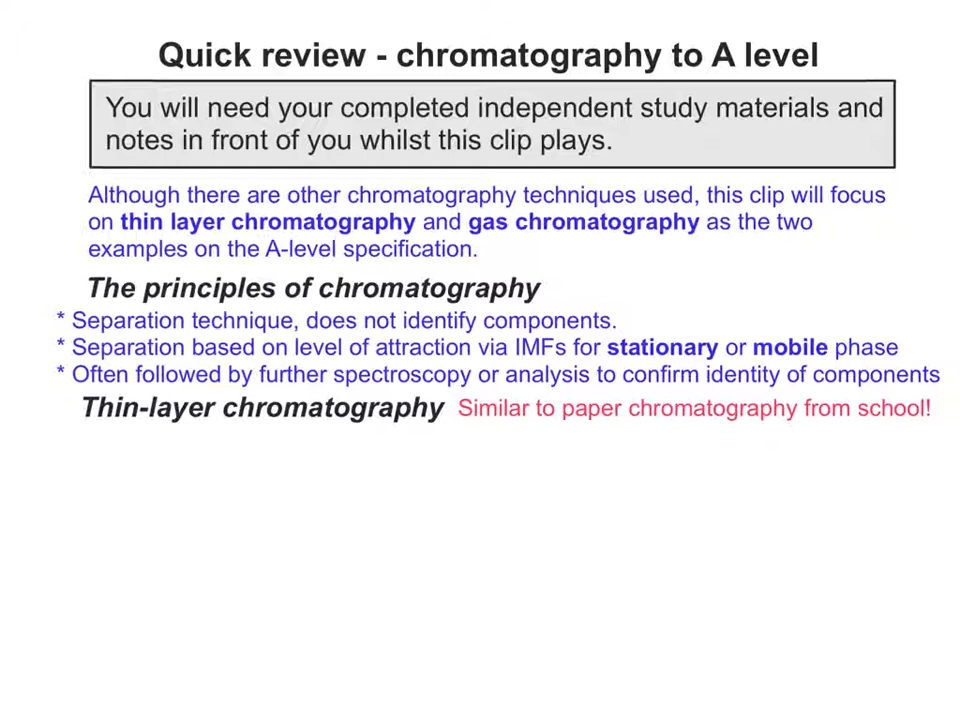 Quick review - chromatography to A level
You will need your completed independent study materials and
notes in front of you whilst this clip plays.
Although there are other chromatography techniques used, this clip will focus
on thin layer chromatography and gas chromatography as the two
examples on the A-level specification.
The principles of chromatography
* Separation technique, does not identify components.
* Separation based on level of attraction via IMFs for stationary or mobile phase
* Often followed by further spectroscopy or analysis to confirm identity of components
Thin-layer chromatography Similar to paper chromatography from school!